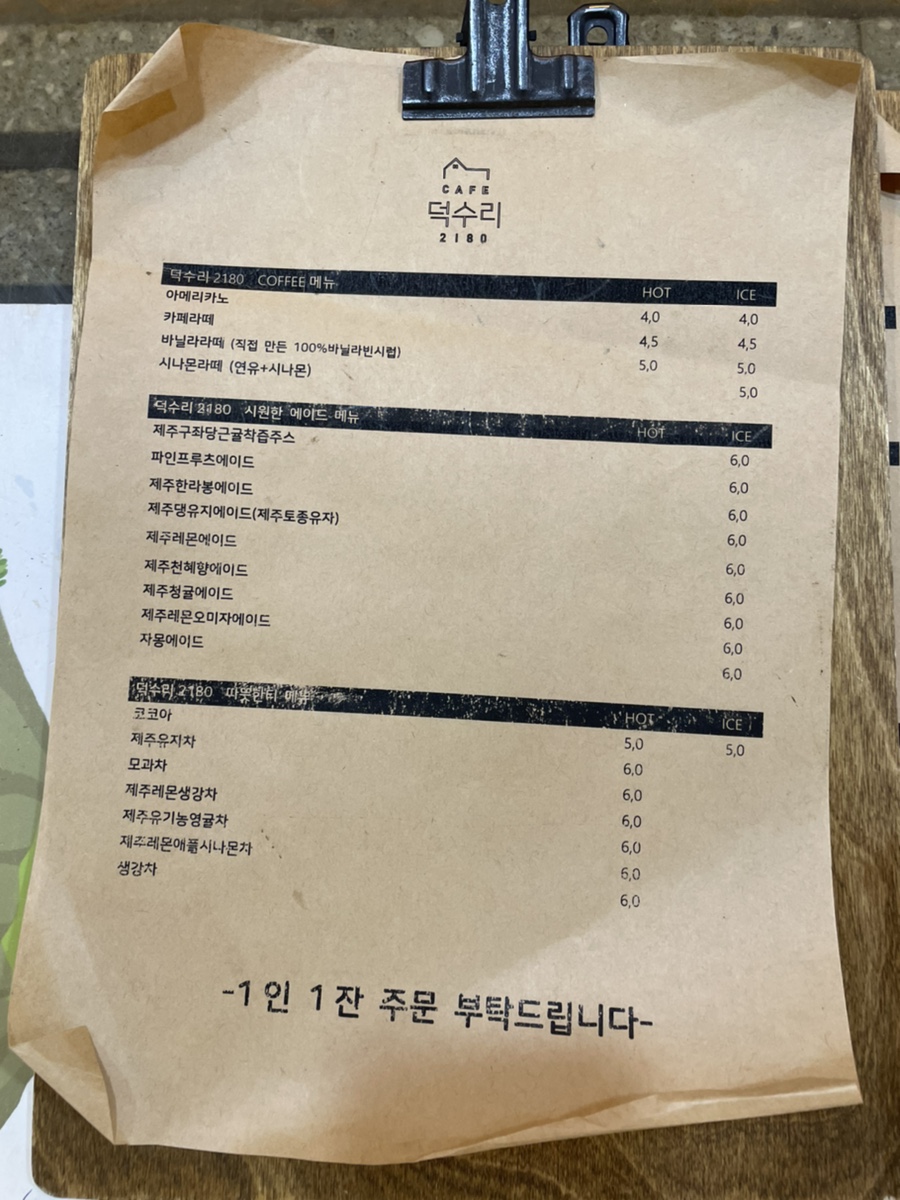 CAFE
덕수리
2180
덕수리 2180 COFFEE 메뉴 HOT ICE
아메리카노 4,0 4,0
카페라떼 4,5 4,5
바닐라라떼 (직접 만든 100%바닐라빈시럽) 5,0 5,0
시나몬라떼 (연유+시나몬) 5,0
덕수리 2180 시원한 에이드 메뉴 HOT ICE
제주구좌당근귤착즙주스 6,0
파인프루츠에이드 6,0
제주한라봉에이드 6,0
제주댕유지에이드(제주토종유자) 6,0
제주레몬에이드 6,0
제주천혜향에이드 6,0
제주청귤에이드 6,0
제주레몬오미자에이드 6,0
자몽에이드 6,0
덕수리 2180 따뜻한티 메뉴 HOT ICE
코코아 5,0 5,0
제주유지차 6,0
모과차 6,0
제주레몬생강차 6,0
제주유기농영귤차 6,0
제주레몬애플시나몬차 6,0
생강차 6,0
-1인 1잔 주문 부탁드립니다-